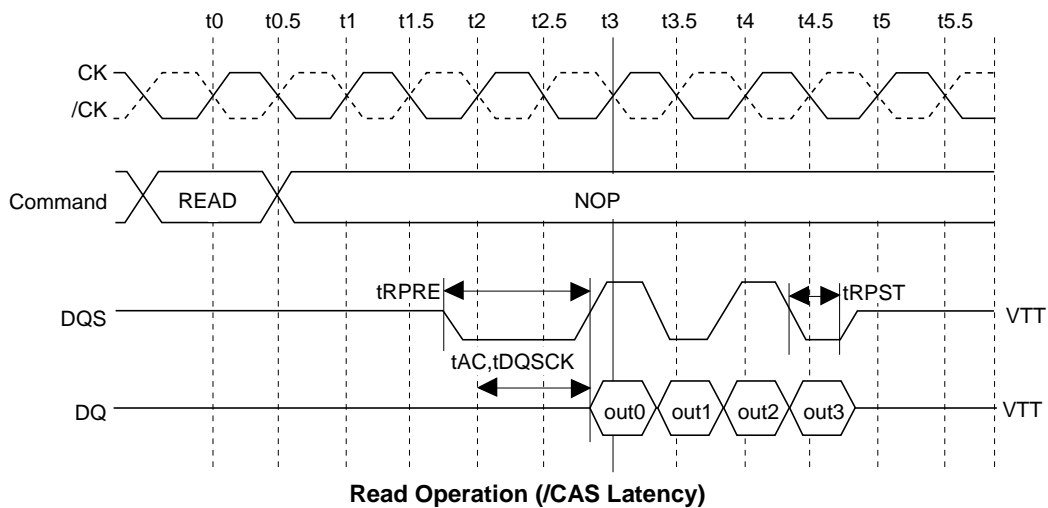 t0 t0.5 t1 t1.5 t2 t2.5 t3 t3.5 t4 t4.5 t5 t5.5
CK
/CK
Command READ NOP
tRPRE tRPST
DQS VTT
tAC,tDQSCK
DQ out0 out1 out2 out3 VTT
Read Operation (/CAS Latency)